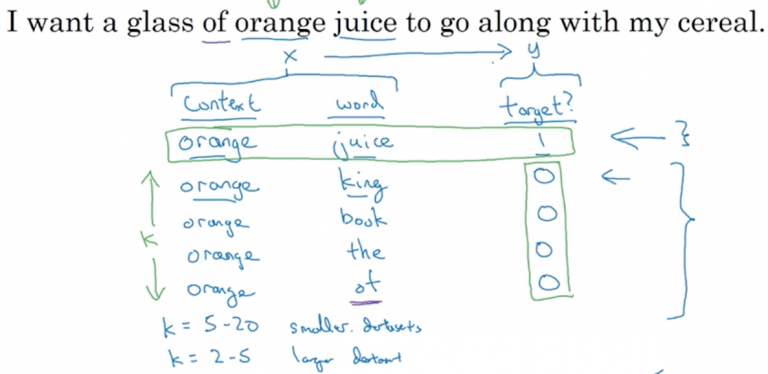 I want a glass of orange juice to go along with my cereal.
x y
Context word target?
orange juice 1
orange king 0
orange book 0
k
orange the 0
orange of 0
k = 5-20 smaller datasets
k = 2-5 larger dataset